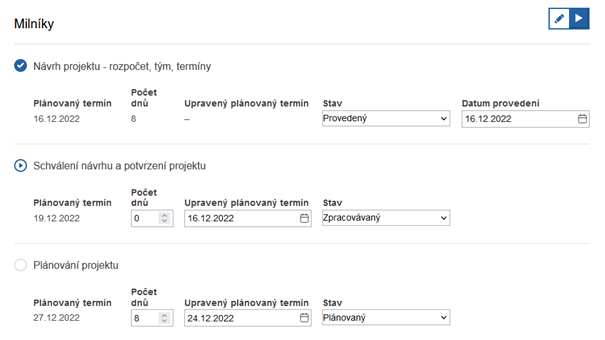 Milníky
Návrh projektu - rozpočet, tým, termíny
Plánovaný termín Počet dnů Upravený plánovaný termín Stav Datum provedení
16.12.2022 8 – Provedený 16.12.2022
Schválení návrhu a potvrzení projektu
Plánovaný termín Počet dnů Upravený plánovaný termín Stav
19.12.2022 0 16.12.2022 Zpracovávaný
Plánování projektu
Plánovaný termín Počet dnů Upravený plánovaný termín Stav
27.12.2022 8 24.12.2022 Plánovaný